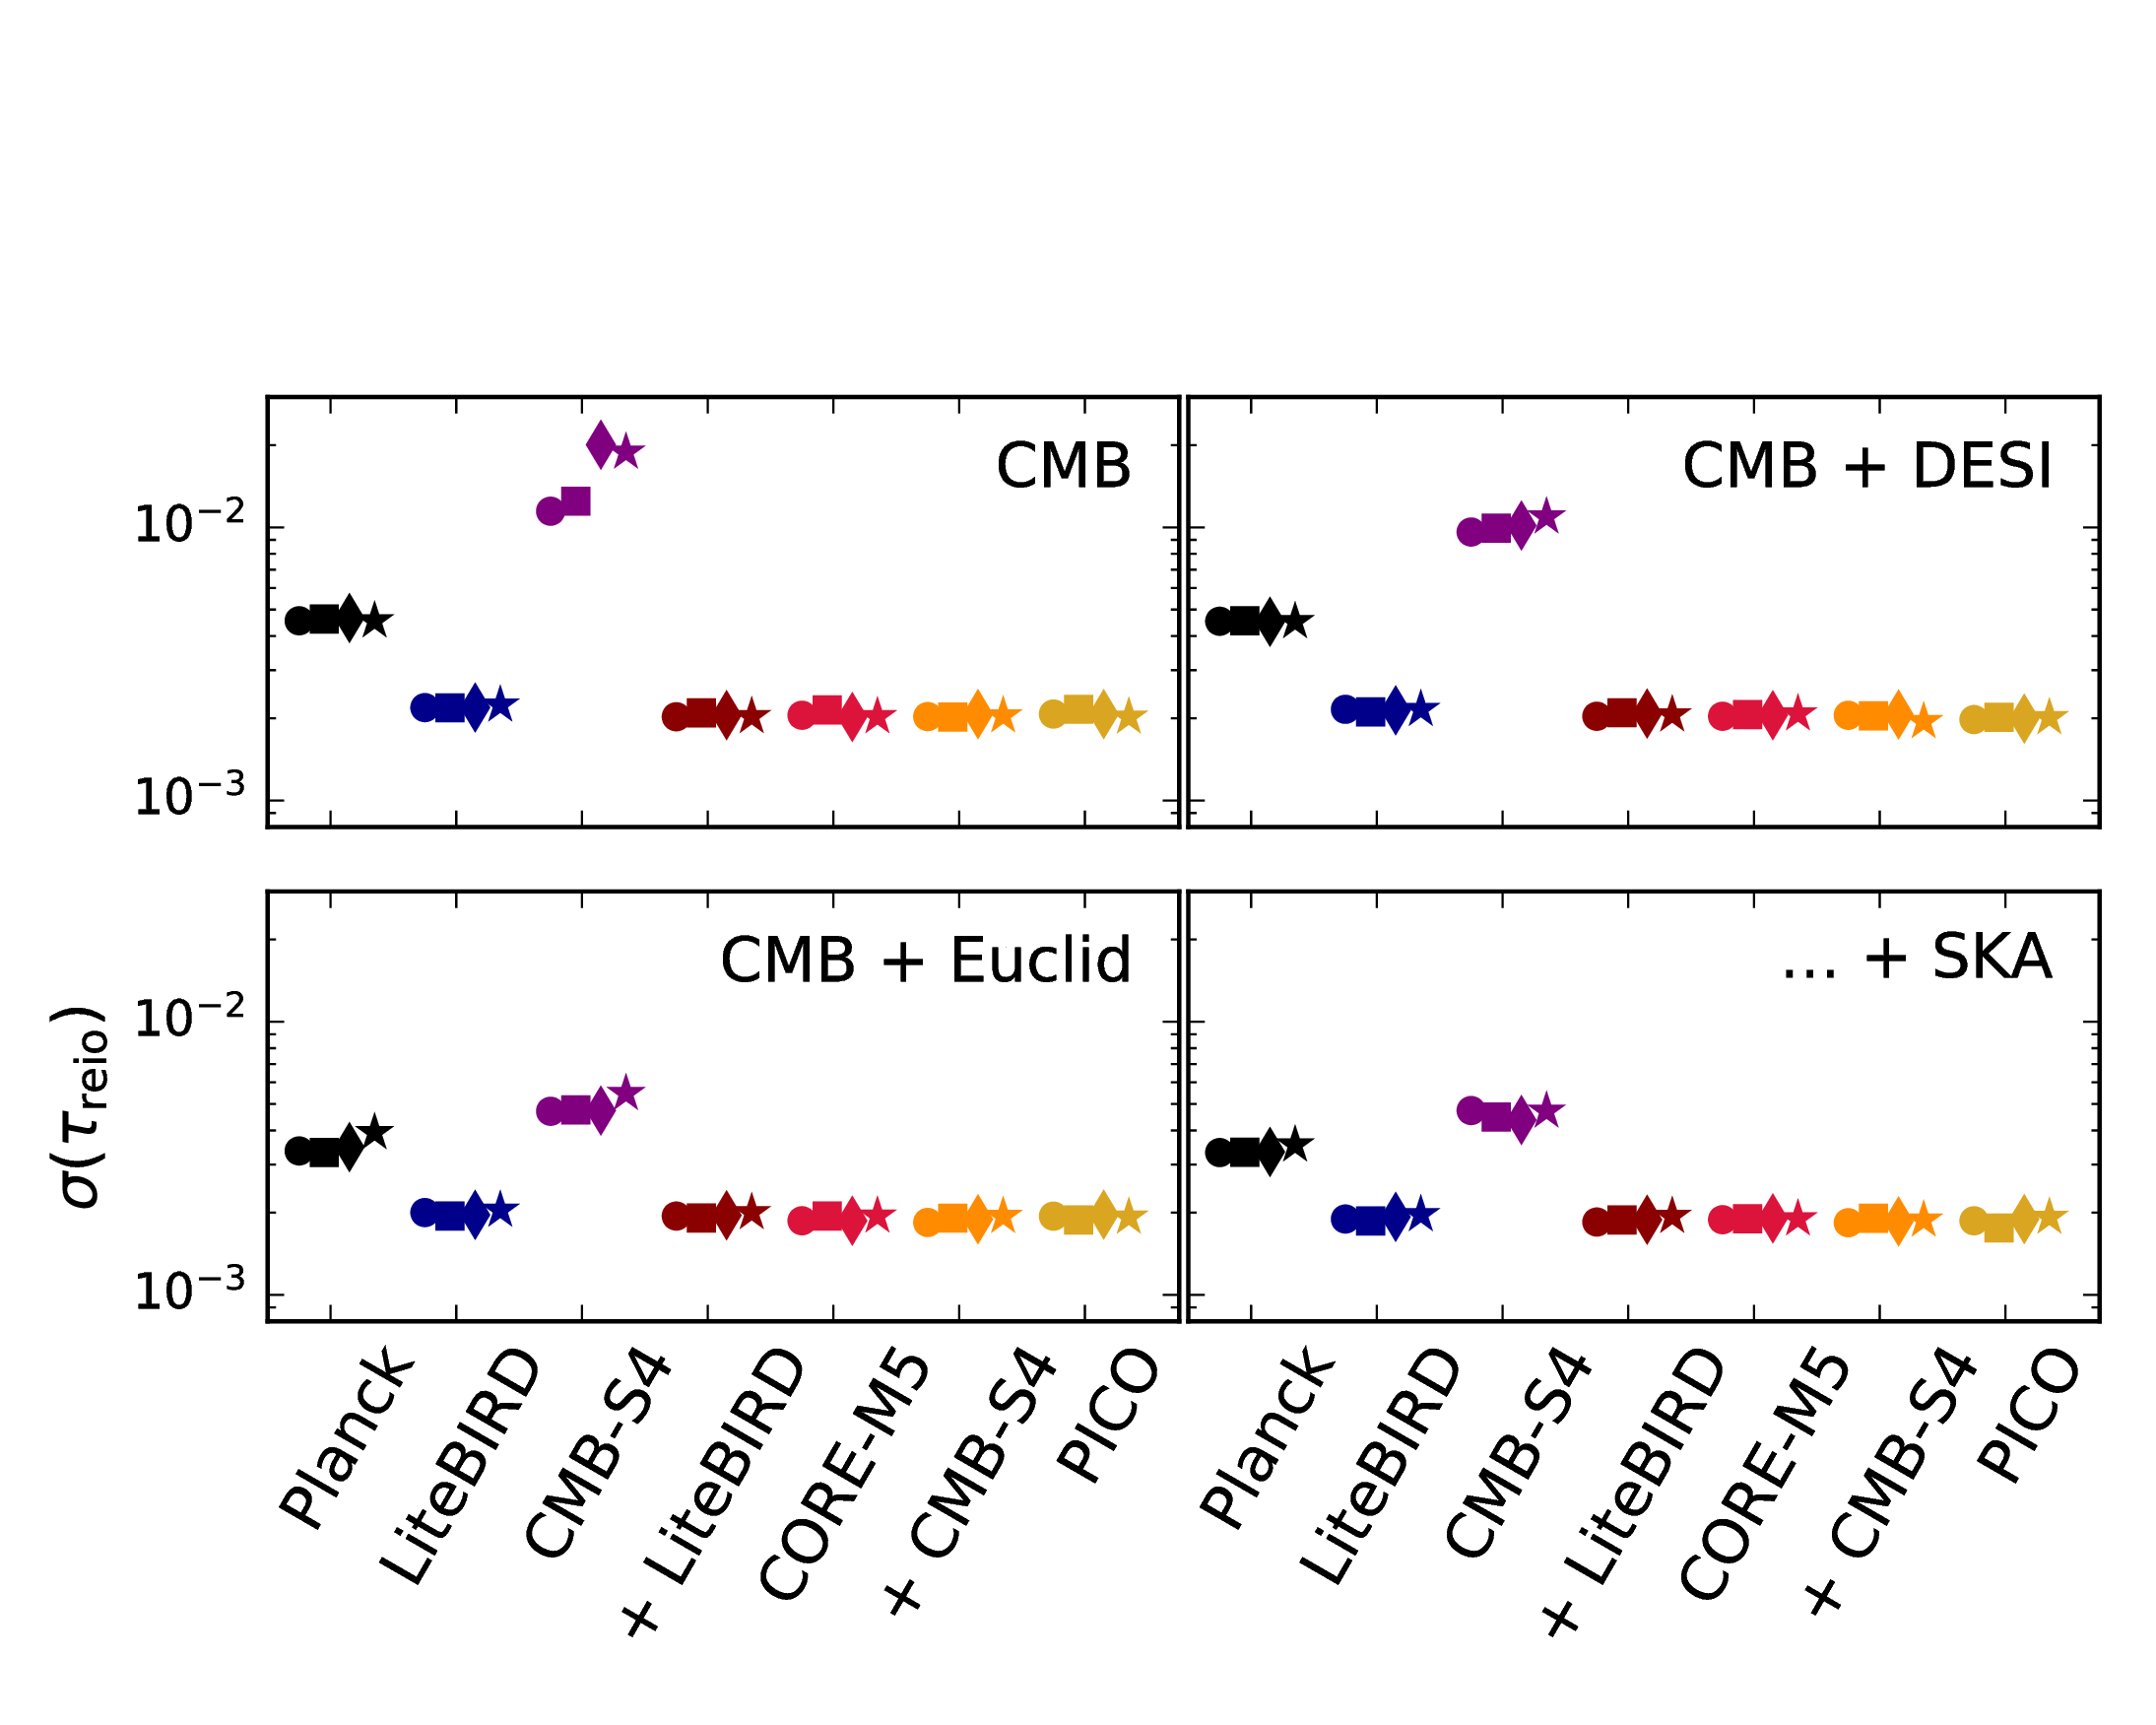 CMB
CMB + DESI
10⁻²
10⁻³
CMB + Euclid
... + SKA
10⁻²
10⁻³
σ(τreio)
Planck
LiteBIRD
CMB-S4
+ LiteBIRD
CORE-M5
+ CMB-S4
PICO
Planck
LiteBIRD
CMB-S4
+ LiteBIRD
CORE-M5
+ CMB-S4
PICO